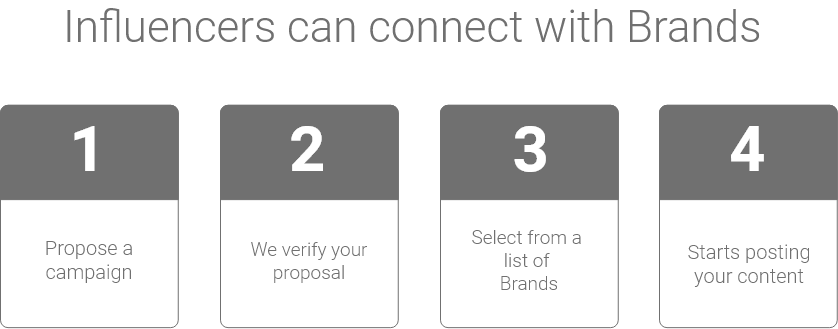 Influencers can connect with Brands
1
Propose a
campaign
2
We verify your
proposal
3
Select from a
list of
Brands
4
Starts posting
your content